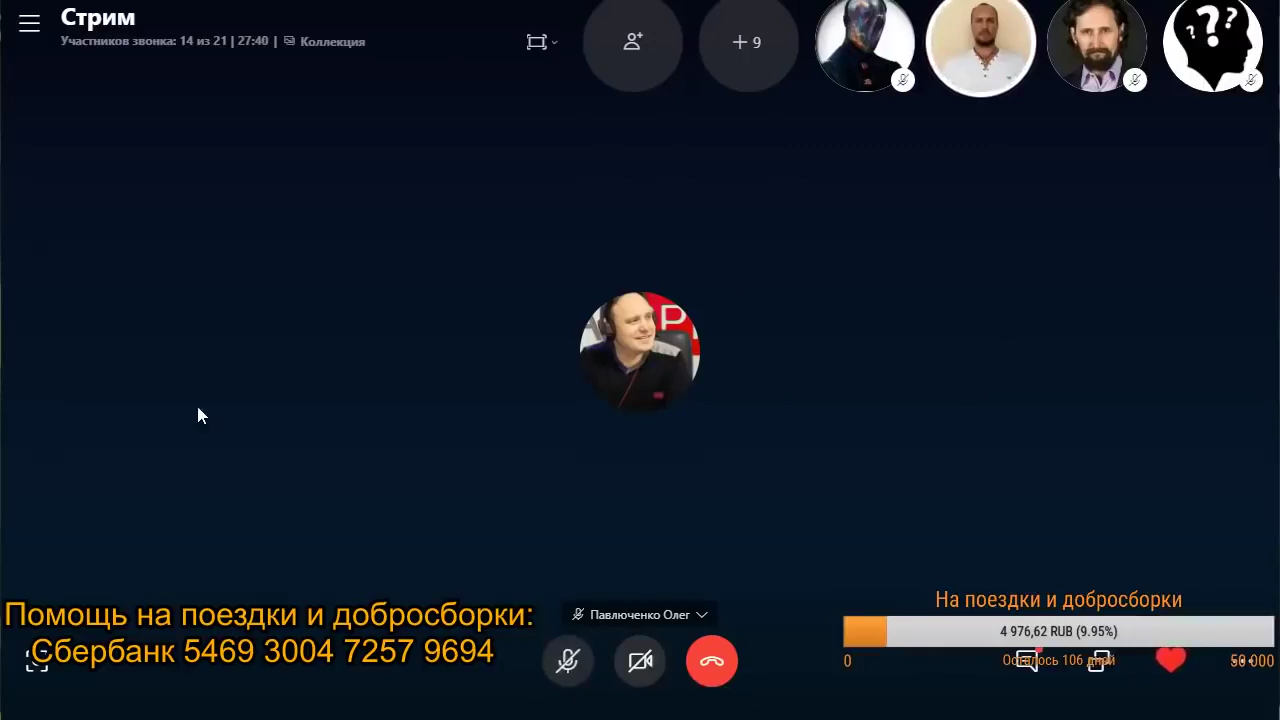 Стрим
Участников звонка: 14 из 21 | 27:40 | Коллекция
+ 9
Павлюченко Олег
Помощь на поездки и добросборки:
Сбербанк 5469 3004 7257 9694
На поездки и добросборки
4 976,62 RUB (9.95%)
0
Осталось 106 дней
50 000